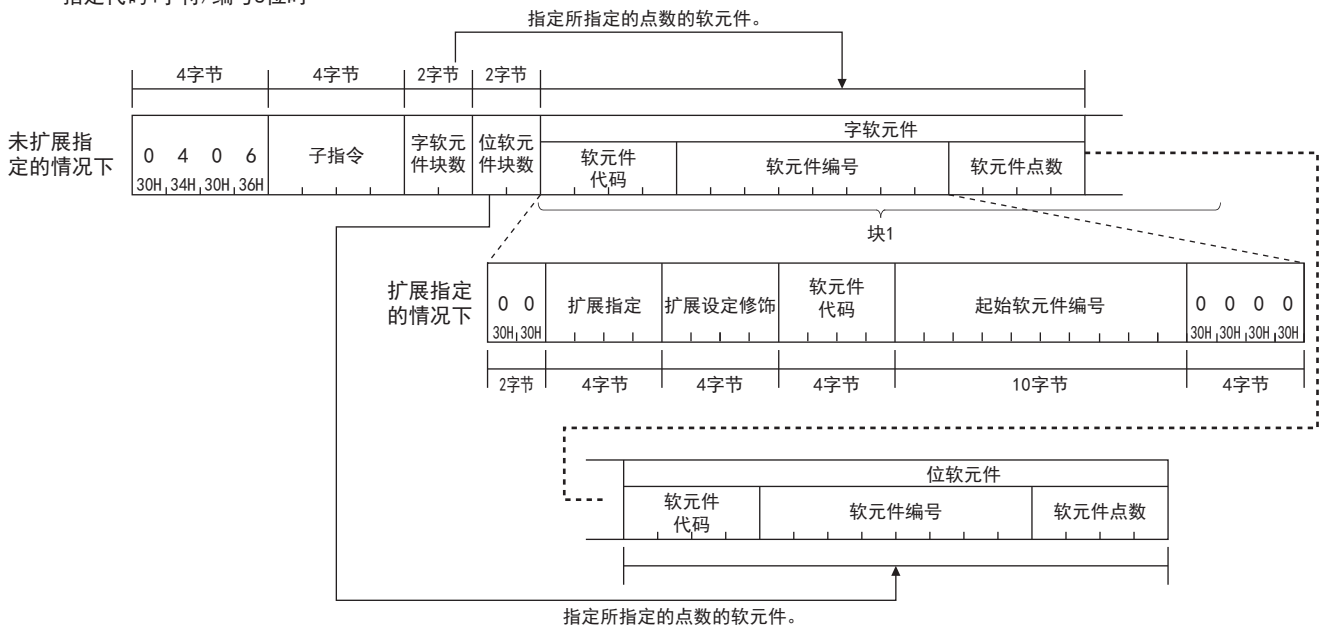 指定所指定的点数的软元件。
4字节 4字节 2字节 2字节
未扩展指
定的情况下
0 4 0 6
30H 34H 30H 36H
子指令
字软元
件块数
位软元
件块数
字软元件
软元件
代码
软元件编号
软元件点数
块1
扩展指定
的情况下
0 0
30H 30H
扩展指定
扩展设定修饰
软元件
代码
起始软元件编号
0 0 0 0
30H 30H 30H 30H
2字节 4字节 4字节 4字节 10字节 4字节
位软元件
软元件
代码
软元件编号
软元件点数
指定所指定的点数的软元件。